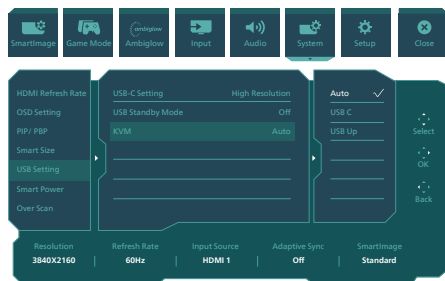 SmartImage
Game Mode
ambiglow
Ambiglow
Input
Audio
System
Setup
Close
HDMI Refresh Rate
OSD Setting
PIP/ PBP
Smart Size
USB Setting
Smart Power
Over Scan
USB-C Setting High Resolution
USB Standby Mode Off
KVM Auto
Auto
USB C
USB Up
Select
OK
Back
Resolution Refresh Rate Input Source Adaptive Sync SmartImage
3840X2160 60Hz HDMI 1 Off Standard